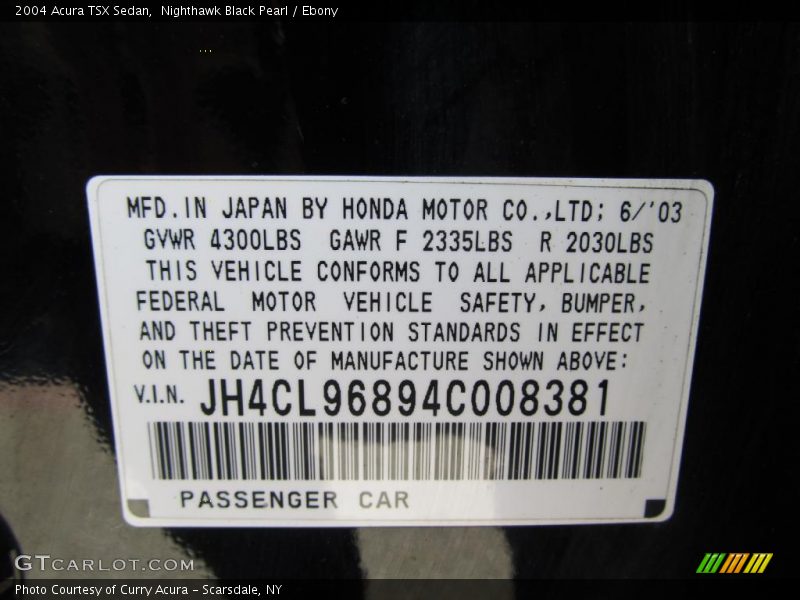 2004 Acura TSX Sedan,  Nighthawk Black Pearl / Ebony
MFD.IN JAPAN BY HONDA MOTOR CO.,LTD; 6/'03
GVWR 4300LBS GAWR F 2335LBS R 2030LBS
THIS VEHICLE CONFORMS TO ALL APPLICABLE
FEDERAL MOTOR VEHICLE SAFETY, BUMPER,
AND THEFT PREVENTION STANDARDS IN EFFECT
ON THE DATE OF MANUFACTURE SHOWN ABOVE:
V.I.N. JH4CL96894C008381
PASSENGER CAR
GTCARLOT.COM
Photo Courtesy of Curry Acura - Scarsdale, NY